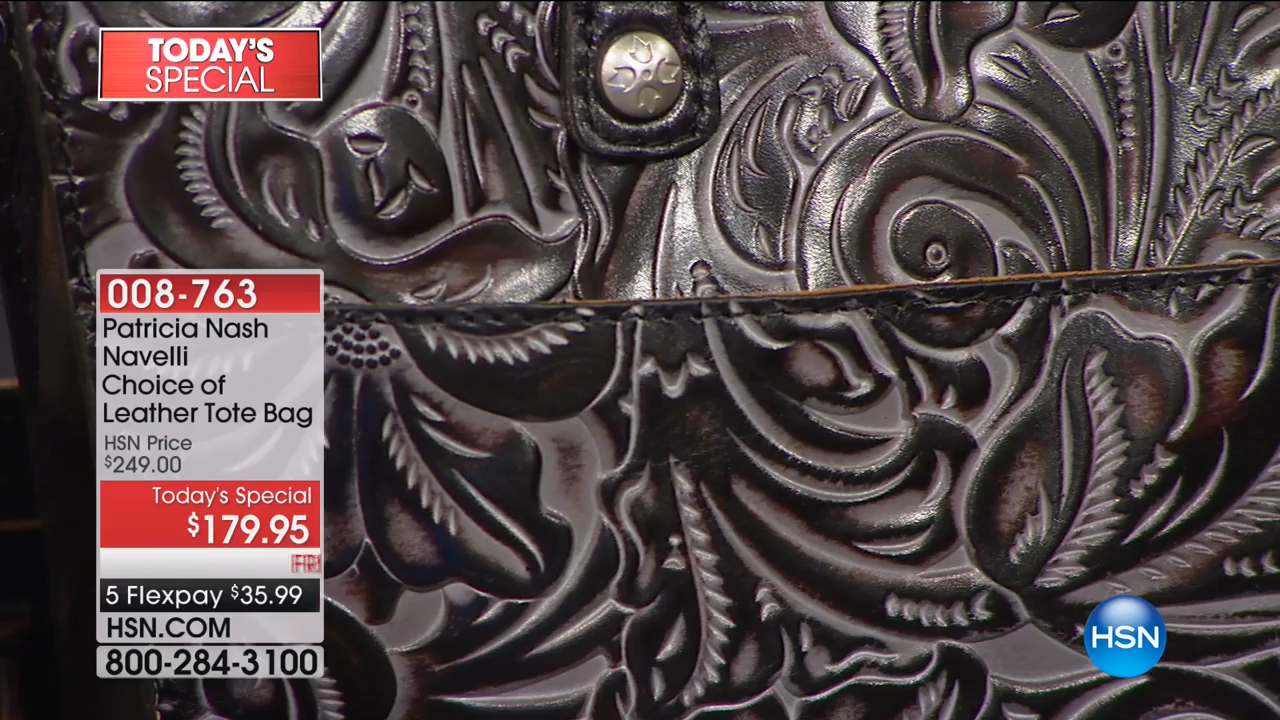 TODAY'S
SPECIAL
008-763
Patricia Nash
Navelli
Choice of
Leather Tote Bag
HSN Price
$249.00
Today's Special
$179.95
5 Flexpay $35.99
HSN.COM
800-284-3100
HSN